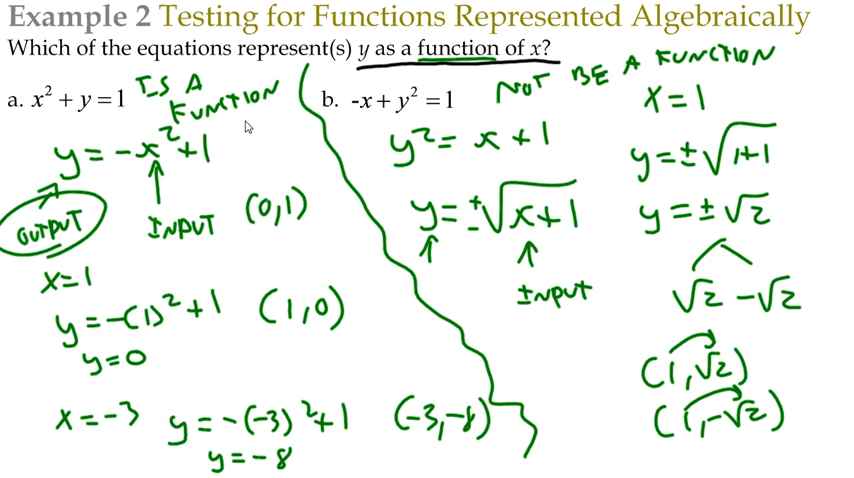 Example 2 Testing for Functions Represented Algebraically
Which of the equations represent(s) y as a function of x?
a. x² + y = 1
IS A
FUNCTION
y = -x² + 1
OUTPUT
INPUT
(0,1)
x=1
y = -(1)² + 1
(1,0)
y=0
x=-3
y = -(-3)² + 1
(-3,-8)
y=-8
b. -x + y² = 1
NOT BE A FUNCTION
y² = x + 1
y = ±√x+1
INPUT
x=1
y = ±√1+1
y = ±√2
√2 -√2
(1,√2)
(1,-√2)